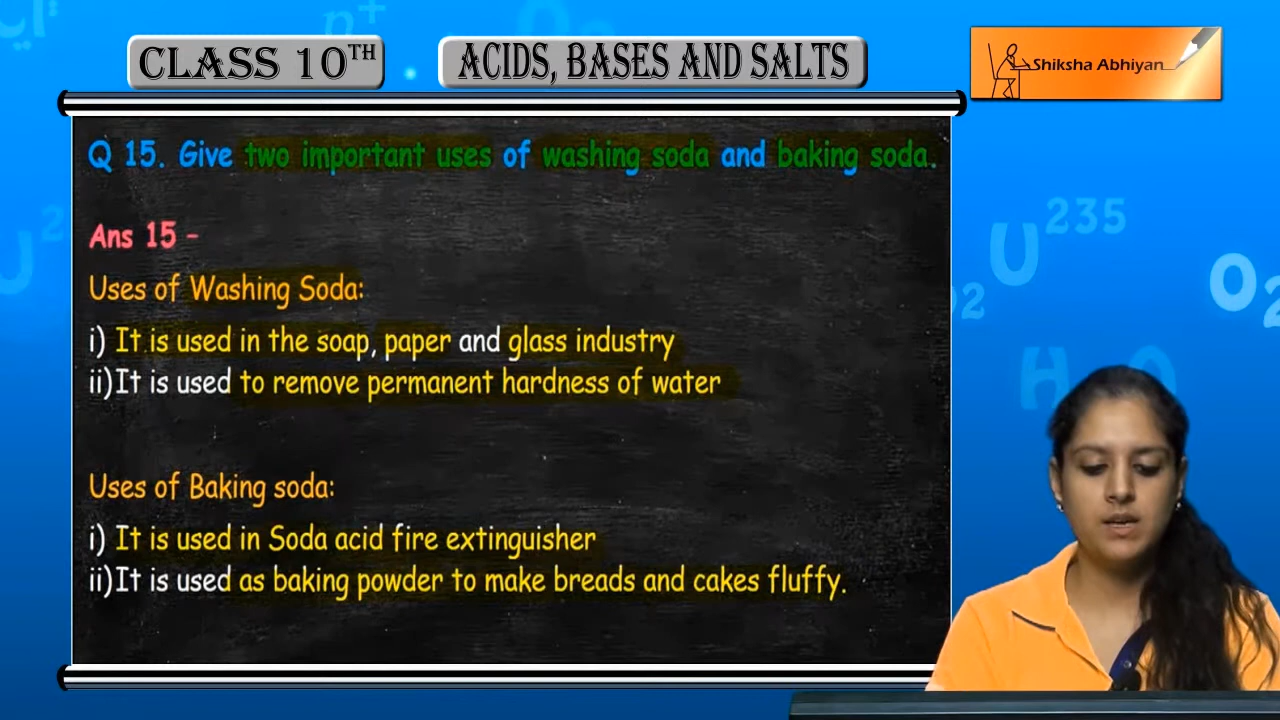 CLASS 10TH
ACIDS, BASES AND SALTS
Shiksha Abhiyan
Q 15. Give two important uses of washing soda and baking soda.
Ans 15 -
Uses of Washing Soda:
i) It is used in the soap, paper and glass industry
ii)It is used to remove permanent hardness of water
Uses of Baking soda:
i) It is used in Soda acid fire extinguisher
ii)It is used as baking powder to make breads and cakes fluffy.
n+
U 235
O2